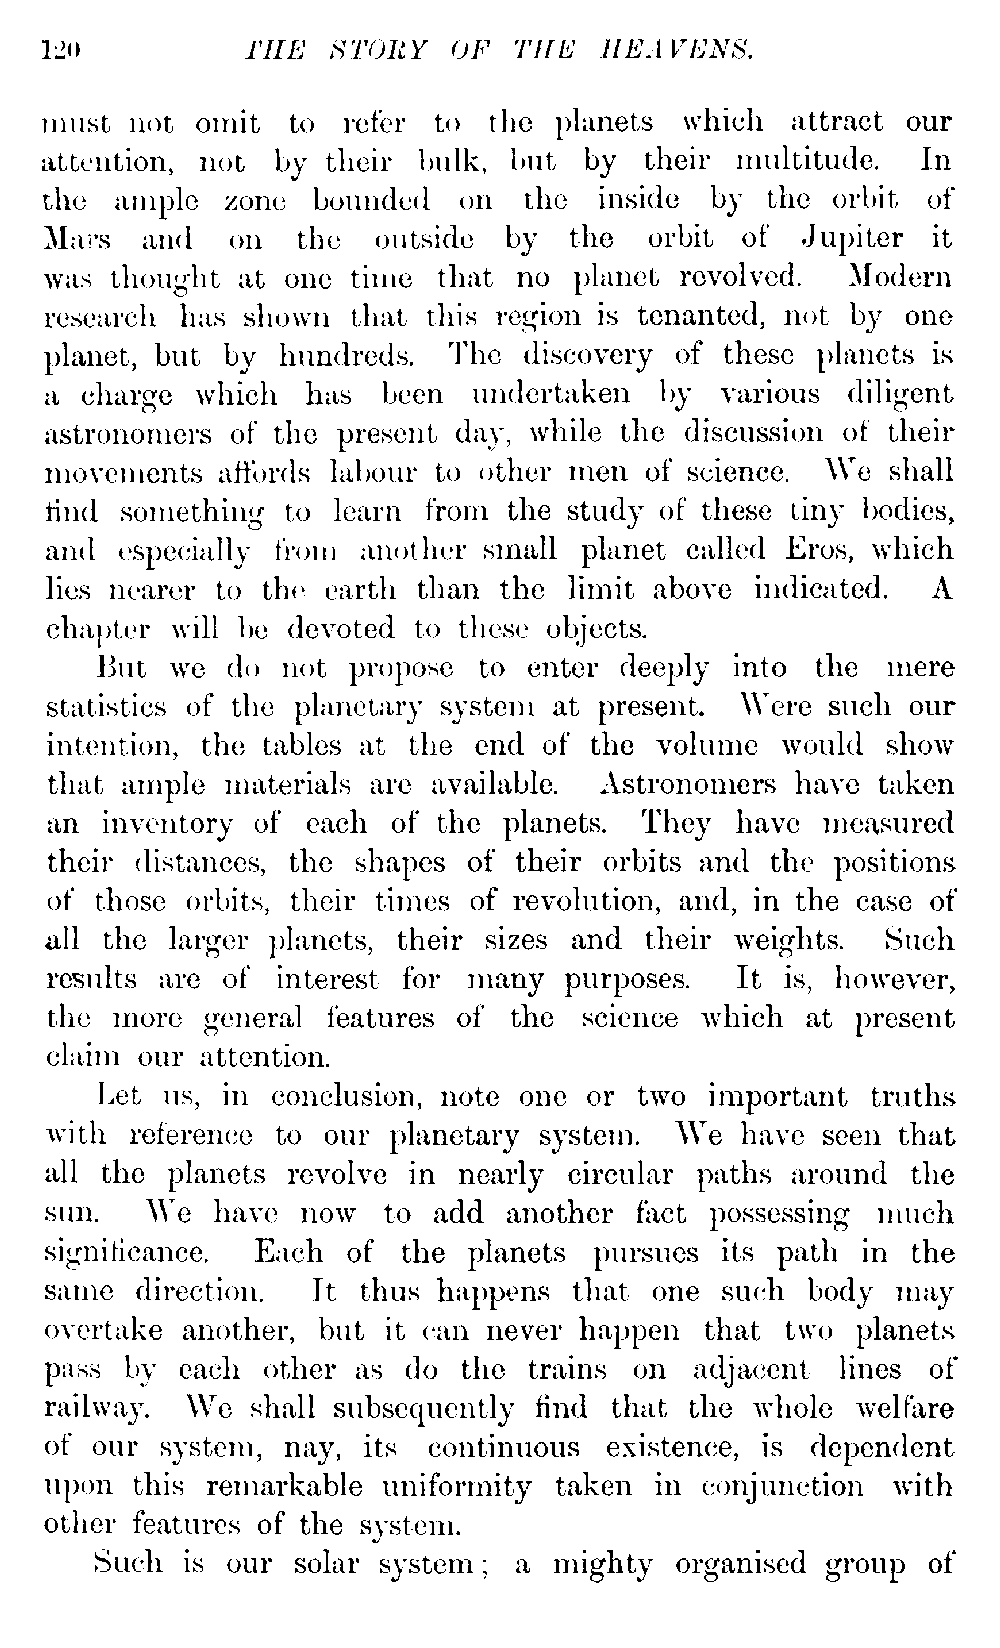 120 THE STORY OF THE HEAVENS.
must not omit to refer to the planets which attract our
attention, not by their bulk, but by their multitude. In
the ample zone bounded on the inside by the orbit of
Mars and on the outside by the orbit of Jupiter it
was thought at one time that no planet revolved. Modern
research has shown that this region is tenanted, not by one
planet, but by hundreds. The discovery of these planets is
a charge which has been undertaken by various diligent
astronomers of the present day, while the discussion of their
movements affords labour to other men of science. We shall
find something to learn from the study of these tiny bodies,
and especially from another small planet called Eros, which
lies nearer to the earth than the limit above indicated. A
chapter will be devoted to these objects.
But we do not propose to enter deeply into the mere
statistics of the planetary system at present. Were such our
intention, the tables at the end of the volume would show
that ample materials are available. Astronomers have taken
an inventory of each of the planets. They have measured
their distances, the shapes of their orbits and the positions
of those orbits, their times of revolution, and, in the case of
all the larger planets, their sizes and their weights. Such
results are of interest for many purposes. It is, however,
the more general features of the science which at present
claim our attention.
Let us, in conclusion, note one or two important truths
with reference to our planetary system. We have seen that
all the planets revolve in nearly circular paths around the
sun. We have now to add another fact possessing much
significance. Each of the planets pursues its path in the
same direction. It thus happens that one such body may
overtake another, but it can never happen that two planets
pass by each other as do the trains on adjacent lines of
railway. We shall subsequently find that the whole welfare
of our system, nay, its continuous existence, is dependent
upon this remarkable uniformity taken in conjunction with
other features of the system.
Such is our solar system; a mighty organised group of